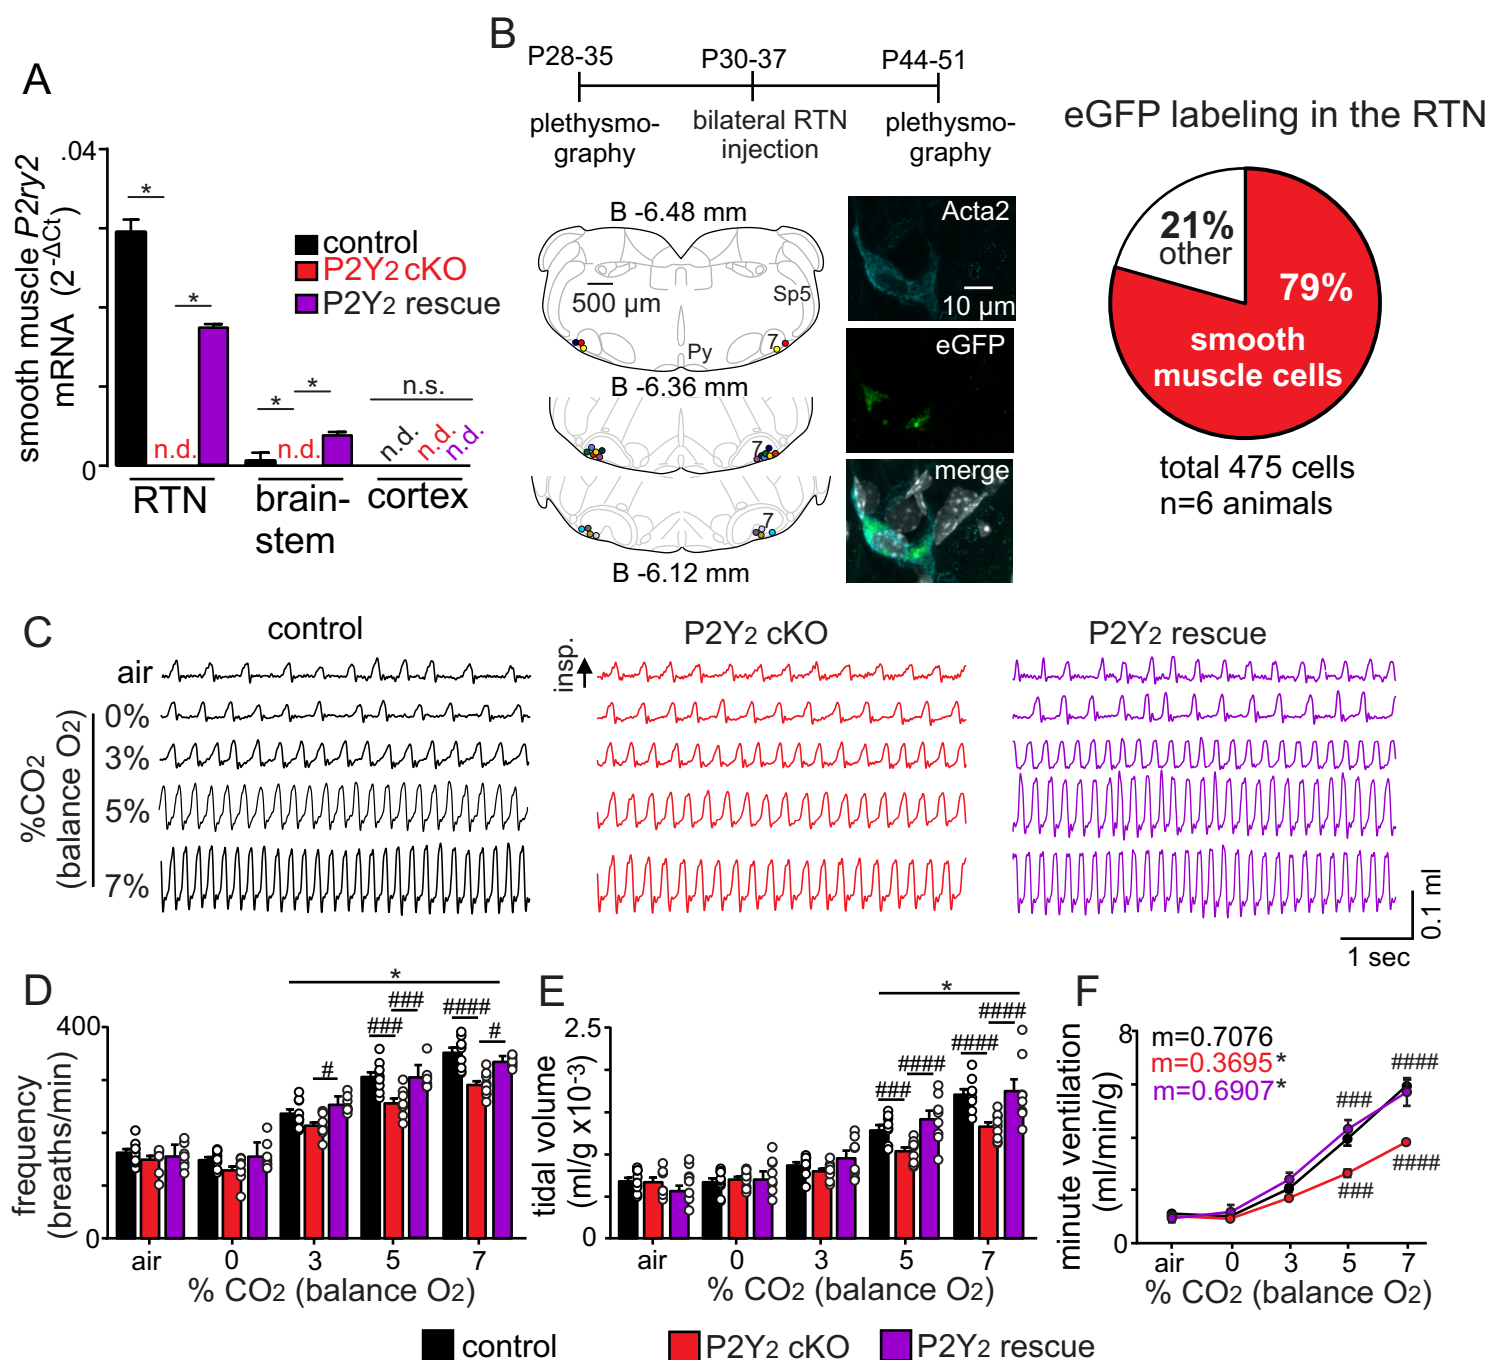 A
smooth muscle P2ry2
mRNA (2^-ΔCt)
.04
0
*
*
*
*
n.s.
n.d.
n.d.
n.d.
n.d.
n.d.
control
P2Y2 cKO
P2Y2 rescue
RTN
brain-
stem
cortex
B
P28-35
P30-37
P44-51
plethysmo-
graphy
bilateral RTN
injection
plethysmo-
graphy
B -6.48 mm
500 µm
Sp5
7
Py
B -6.36 mm
7
7
B -6.12 mm
Acta2
10 µm
eGFP
merge
eGFP labeling in the RTN
21%
other
79%
smooth
muscle cells
total 475 cells
n=6 animals
C
control
P2Y2 cKO
P2Y2 rescue
insp.
air
%CO2
(balance O2)
0%
3%
5%
7%
0.1 ml
1 sec
D
frequency
(breaths/min)
400
0
*
#
###
###
####
#
air 0 3 5 7
% CO2 (balance O2)
E
tidal volume
(ml/g x10-3)
2.5
0
*
###
####
####
####
air 0 3 5 7
% CO2 (balance O2)
F
minute ventilation
(ml/min/g)
8
0
m=0.7076
m=0.3695*
m=0.6907*
###
####
###
####
air 0 3 5 7
% CO2 (balance O2)
control
P2Y2 cKO
P2Y2 rescue